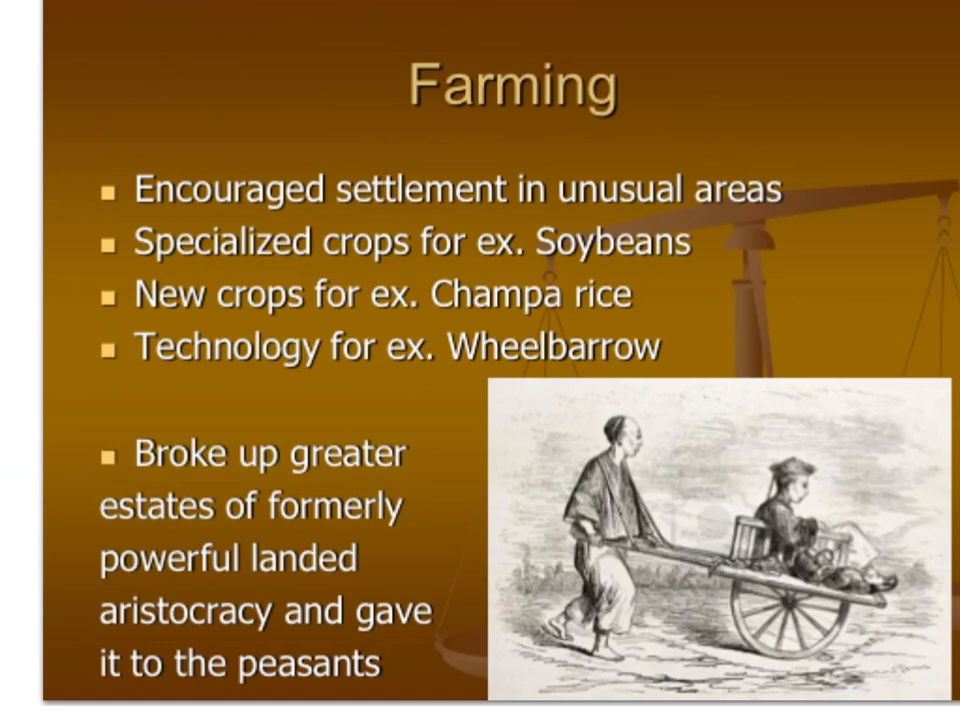 Farming
Encouraged settlement in unusual areas
Specialized crops for ex. Soybeans
New crops for ex. Champa rice
Technology for ex. Wheelbarrow
Broke up greater
estates of formerly
powerful landed
aristocracy and gave
it to the peasants